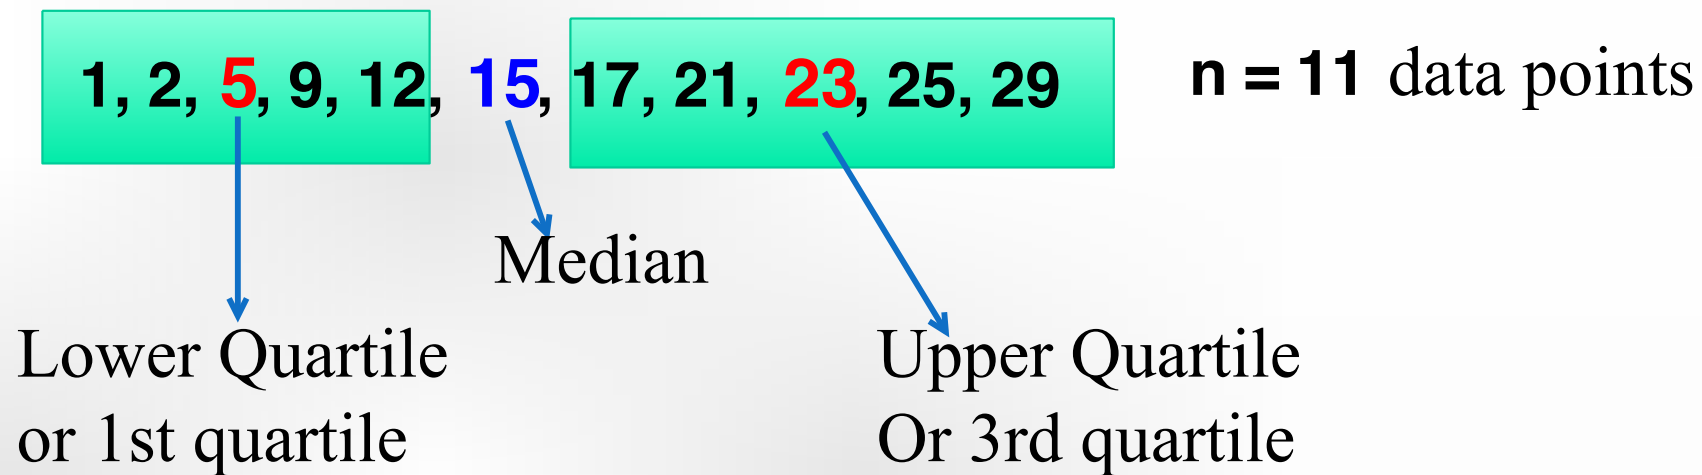 1, 2, 5, 9, 12, 15, 17, 21, 23, 25, 29
n = 11 data points
Median
Lower Quartile
or 1st quartile
Upper Quartile
Or 3rd quartile